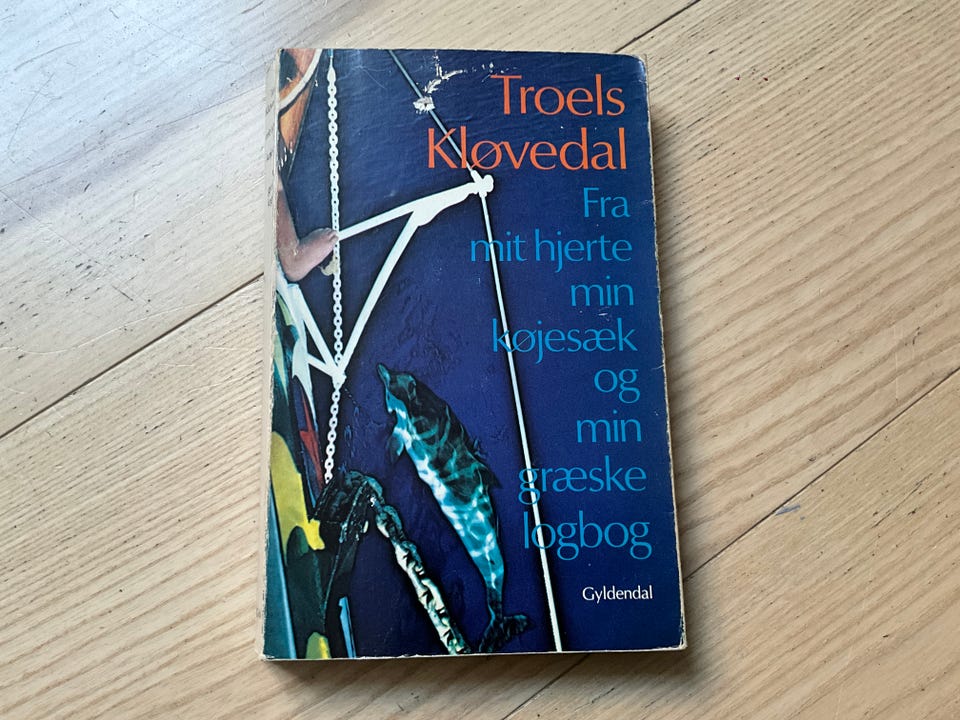 Troels
Kløvedal
Fra
mit hjerte
min
køjesæk
og
min
græske
logbog
Gyldendal